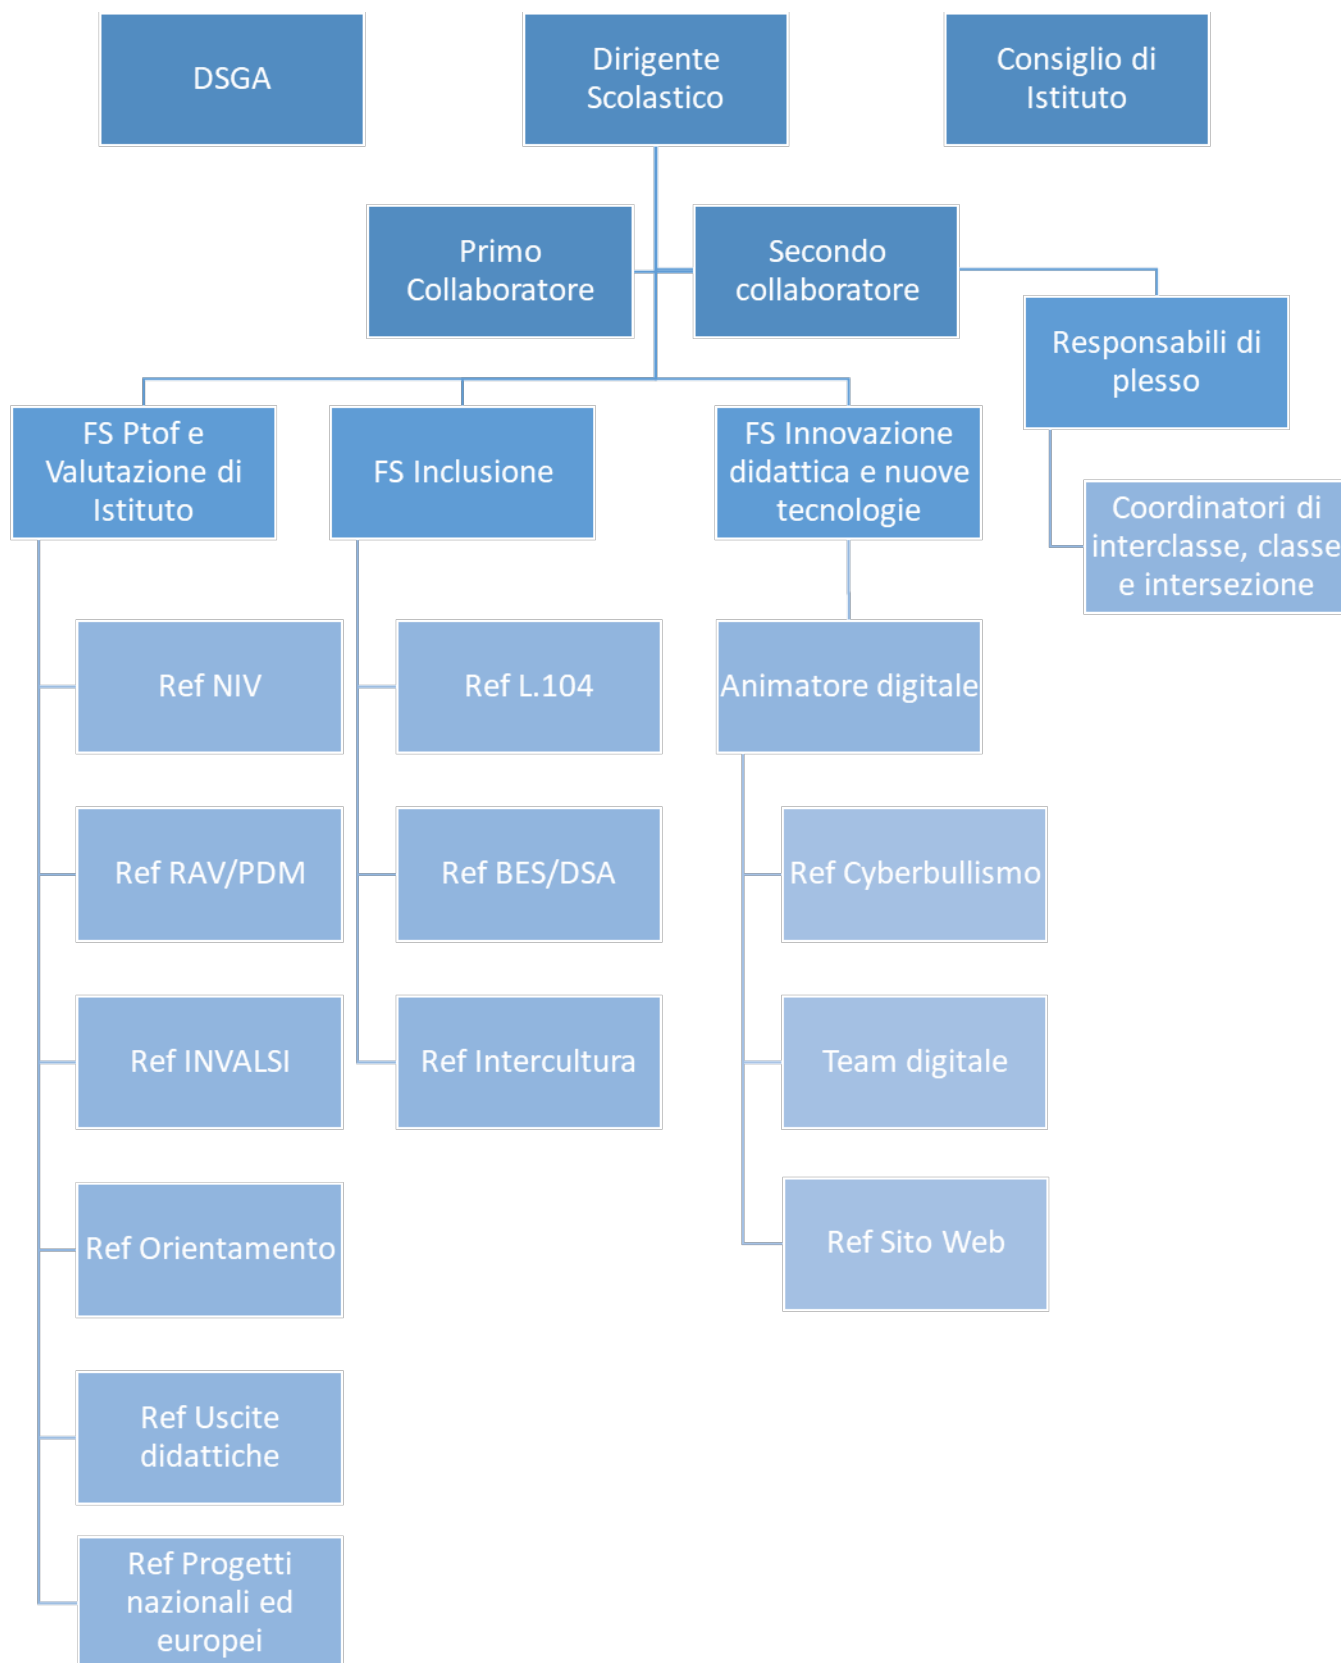 DSGA
Dirigente
Scolastico
Consiglio di
Istituto
Primo
Collaboratore
Secondo
collaboratore
Responsabili di
plesso
FS Ptof e
Valutazione di
Istituto
FS Inclusione
FS Innovazione
didattica e nuove
tecnologie
Coordinatori di
interclasse, classe
e intersezione
Ref NIV
Ref L.104
Animatore digitale
Ref RAV/PDM
Ref BES/DSA
Ref Cyberbullismo
Ref INVALSI
Ref Intercultura
Team digitale
Ref Orientamento
Ref Sito Web
Ref Uscite
didattiche
Ref Progetti
nazionali ed
europei